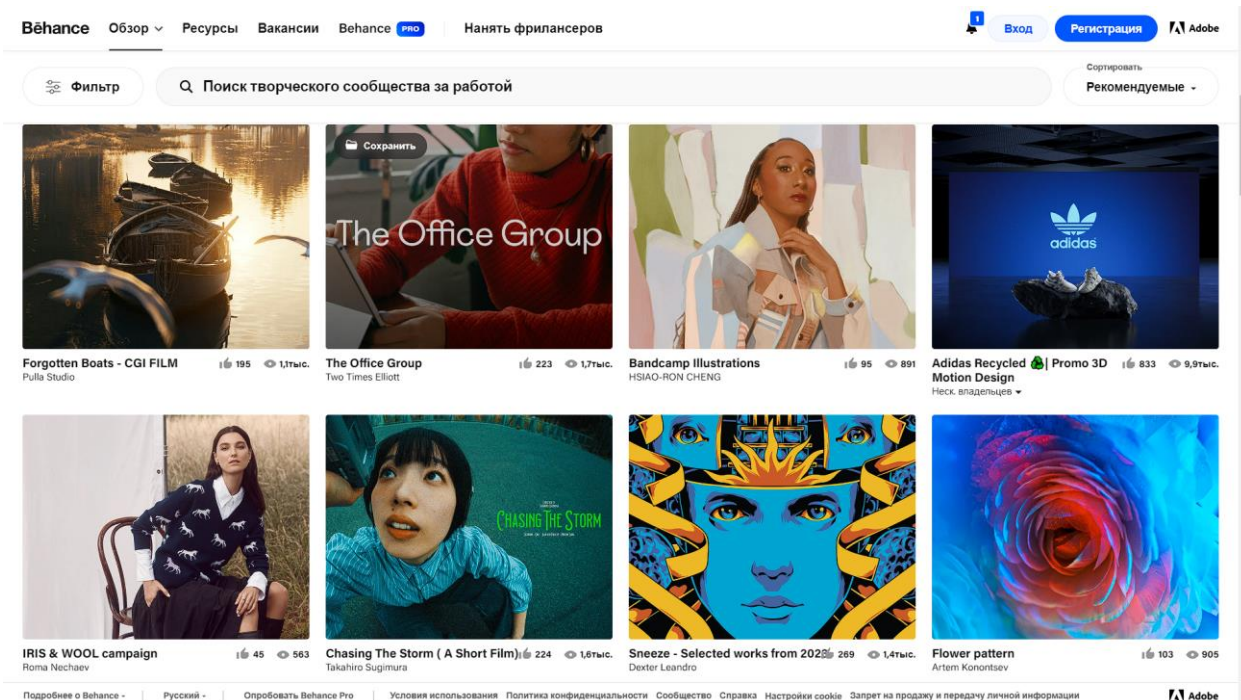 Bēhance Обзор Ресурсы Вакансии Behance PRO Нанять фрилансеров 1 Вход Регистрация Adobe
Фильтр Поиск творческого сообщества за работой Сортировать
Рекомендуемые
Сохранить
The Office Group
adidas
CHASING THE STORM
Forgotten Boats - CGI FILM 195 1,1тыс.
Pulla Studio
The Office Group 223 1,7тыс.
Two Times Elliott
Bandcamp Illustrations 95 891
HSIAO-RON CHENG
Adidas Recycled | Promo 3D 833 9,9тыс.
Motion Design
Неск. владельцев
IRIS & WOOL campaign 45 563
Roma Nechaev
Chasing The Storm ( A Short Film) 224 1,6тыс.
Takahiro Sugimura
Sneeze - Selected works from 269 1,4тыс.
Dexter Leandro
Flower pattern 103 905
Artem Konontsev
Подробнее о Behance Русский Опробовать Behance Pro Условия использования Политика конфиденциальности Сообщество Справка Настройки cookie Запрет на продажу и передачу личной информации Adobe